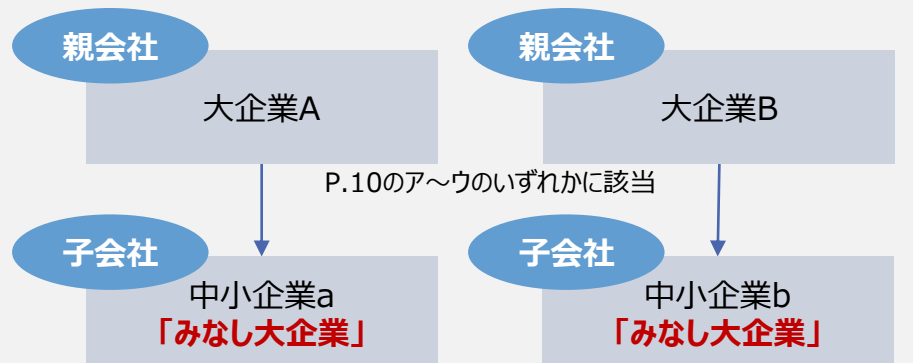 親会社
大企業A
親会社
大企業B
P.10のア～ウのいずれかに該当
子会社
中小企業a
「みなし大企業」
子会社
中小企業b
「みなし大企業」